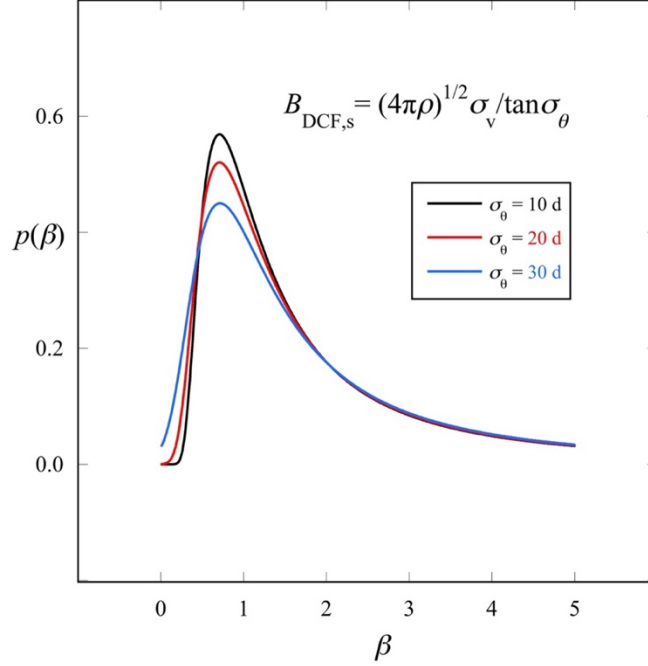 B_DCF,s = (4πρ)^1/2 σ_v/tanσ_θ
0.6
σ_θ = 10 d
p(β)
σ_θ = 20 d
σ_θ = 30 d
0.2
0.0
0 1 2 3 4 5
β